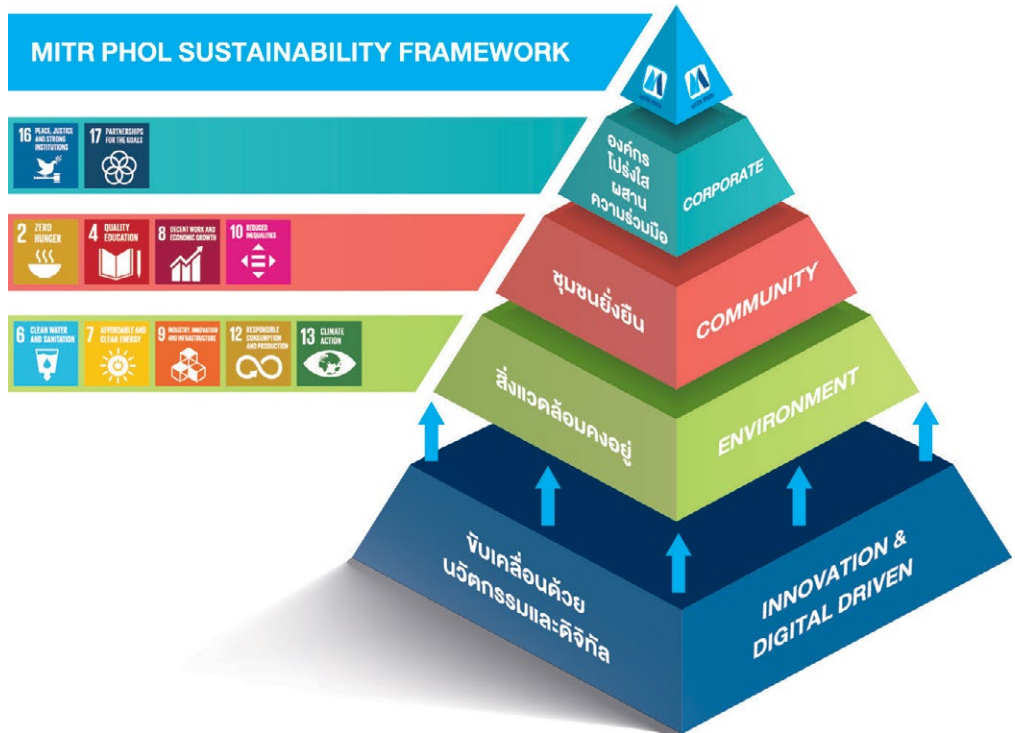 MITR PHOL SUSTAINABILITY FRAMEWORK
MITR PHOL
MITR PHOL
16 PEACE, JUSTICE
AND STRONG
INSTITUTIONS
17 PARTNERSHIPS
FOR THE GOALS
องค์กร
โปร่งใส
ผสาน
ความร่วมมือ
CORPORATE
2 ZERO
HUNGER
4 QUALITY
EDUCATION
8 DECENT WORK AND
ECONOMIC GROWTH
10 REDUCED
INEQUALITIES
ชุมชนยั่งยืน
COMMUNITY
6 CLEAN WATER
AND SANITATION
7 AFFORDABLE AND
CLEAN ENERGY
9 INDUSTRY, INNOVATION
AND INFRASTRUCTURE
12 RESPONSIBLE
CONSUMPTION
AND PRODUCTION
13 CLIMATE
ACTION
สิ่งแวดล้อมคงอยู่
ENVIRONMENT
ขับเคลื่อนด้วย
นวัตกรรมและดิจิทัล
INNOVATION &
DIGITAL DRIVEN